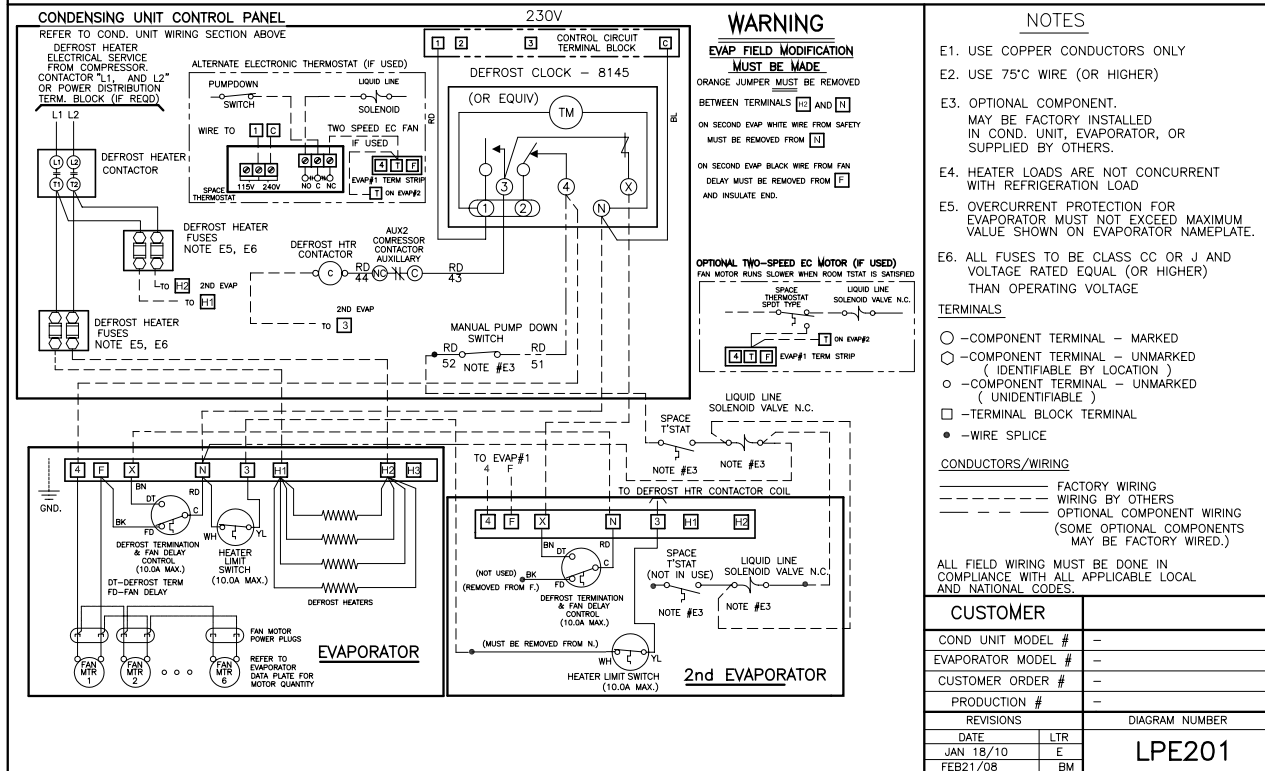 CONDENSING UNIT CONTROL PANEL
REFER TO COND. UNIT WIRING SECTION ABOVE
DEFROST HEATER
ELECTRICAL SERVICE
FROM COMPRESSOR.
CONTACTOR "L1, AND L2"
OR POWER DISTRIBUTION
TERM. BLOCK (IF REQD)
L1 L2
L1 L2
T1 T2
DEFROST HEATER
CONTACTOR
DEFROST HEATER
FUSES
NOTE E5, E6
TO H2 2ND EVAP
TO H1
DEFROST HEATER
FUSES
NOTE E5, E6
ALTERNATE ELECTRONIC THERMOSTAT (IF USED)
PUMPDOWN
SWITCH
LIQUID LINE
SOLENOID
WIRE TO 1 C
TWO SPEED EC FAN
IF USED
4 T F
EVAP#1 TERM STRIP
T ON EVAP#2
115V 240V
NO C NC
SPACE
THERMOSTAT
230V
1 2 3 C
CONTROL CIRCUIT
TERMINAL BLOCK
DEFROST CLOCK - 8145
(OR EQUIV)
TM
RD
BL
3 4 X
1 2 N
DEFROST HTR
CONTACTOR
AUX2
COMRESSOR
CONTACTOR
AUXILLARY
C RD 44 NC C RD 43
2ND EVAP
TO 3
MANUAL PUMP DOWN
SWITCH
RD 52 RD 51
NOTE #E3
WARNING
EVAP FIELD MODIFICATION
MUST BE MADE
ORANGE JUMPER MUST BE REMOVED
BETWEEN TERMINALS H2 AND N
ON SECOND EVAP WHITE WIRE FROM SAFETY
MUST BE REMOVED FROM N
ON SECOND EVAP BLACK WIRE FROM FAN
DELAY MUST BE REMOVED FROM F
AND INSULATE END.
OPTIONAL TWO-SPEED EC MOTOR (IF USED)
FAN MOTOR RUNS SLOWER WHEN ROOM TSTAT IS SATISFIED
SPACE
THERMOSTAT
SPDT TYPE
LIQUID LINE
SOLENOID VALVE N.C.
T ON EVAP#2
4 T F EVAP#1 TERM STRIP
LIQUID LINE
SOLENOID VALVE N.C.
SPACE
T'STAT
NOTE #E3
NOTE #E3
4 F X N 3 H1 H2 H3
GND.
BN
DT
RD
C
BK
FD
DEFROST TERMINATION
& FAN DELAY
CONTROL
(10.0A MAX.)
DT-DEFROST TERM
FD-FAN DELAY
WH YL
HEATER
LIMIT
SWITCH
(10.0A MAX.)
DEFROST HEATERS
FAN MOTOR
POWER PLUGS
FAN
MTR
1
FAN
MTR
2
FAN
MTR
6
REFER TO
EVAPORATOR
DATA PLATE FOR
MOTOR QUANTITY
EVAPORATOR
TO EVAP#1
4 F
TO DEFROST HTR CONTACTOR COIL
4 F X N 3 H1 H2
BN
DT
RD
C
(NOT USED) BK
(REMOVED FROM F.)
FD
DEFROST TERMINATION
& FAN DELAY
CONTROL
(10.0A MAX.)
SPACE
T'STAT
(NOT IN USE)
NOTE #E3
LIQUID LINE
SOLENOID VALVE N.C.
NOTE #E3
(MUST BE REMOVED FROM N.)
WH YL
HEATER LIMIT SWITCH
(10.0A MAX.)
2nd EVAPORATOR
NOTES
E1. USE COPPER CONDUCTORS ONLY
E2. USE 75°C WIRE (OR HIGHER)
E3. OPTIONAL COMPONENT.
MAY BE FACTORY INSTALLED
IN COND. UNIT, EVAPORATOR, OR
SUPPLIED BY OTHERS.
E4. HEATER LOADS ARE NOT CONCURRENT
WITH REFRIGERATION LOAD
E5. OVERCURRENT PROTECTION FOR
EVAPORATOR MUST NOT EXCEED MAXIMUM
VALUE SHOWN ON EVAPORATOR NAMEPLATE.
E6. ALL FUSES TO BE CLASS CC OR J AND
VOLTAGE RATED EQUAL (OR HIGHER)
THAN OPERATING VOLTAGE
TERMINALS
-COMPONENT TERMINAL - MARKED
-COMPONENT TERMINAL - UNMARKED
( IDENTIFIABLE BY LOCATION )
-COMPONENT TERMINAL - UNMARKED
( UNIDENTIFIABLE )
-TERMINAL BLOCK TERMINAL
-WIRE SPLICE
CONDUCTORS/WIRING
FACTORY WIRING
WIRING BY OTHERS
OPTIONAL COMPONENT WIRING
(SOME OPTIONAL COMPONENTS
MAY BE FACTORY WIRED.)
ALL FIELD WIRING MUST BE DONE IN
COMPLIANCE WITH ALL APPLICABLE LOCAL
AND NATIONAL CODES.
CUSTOMER
COND UNIT MODEL # -
EVAPORATOR MODEL # -
CUSTOMER ORDER # -
PRODUCTION # -
REVISIONS DIAGRAM NUMBER
DATE LTR
JAN 18/10 E
FEB21/08 BM
LPE201